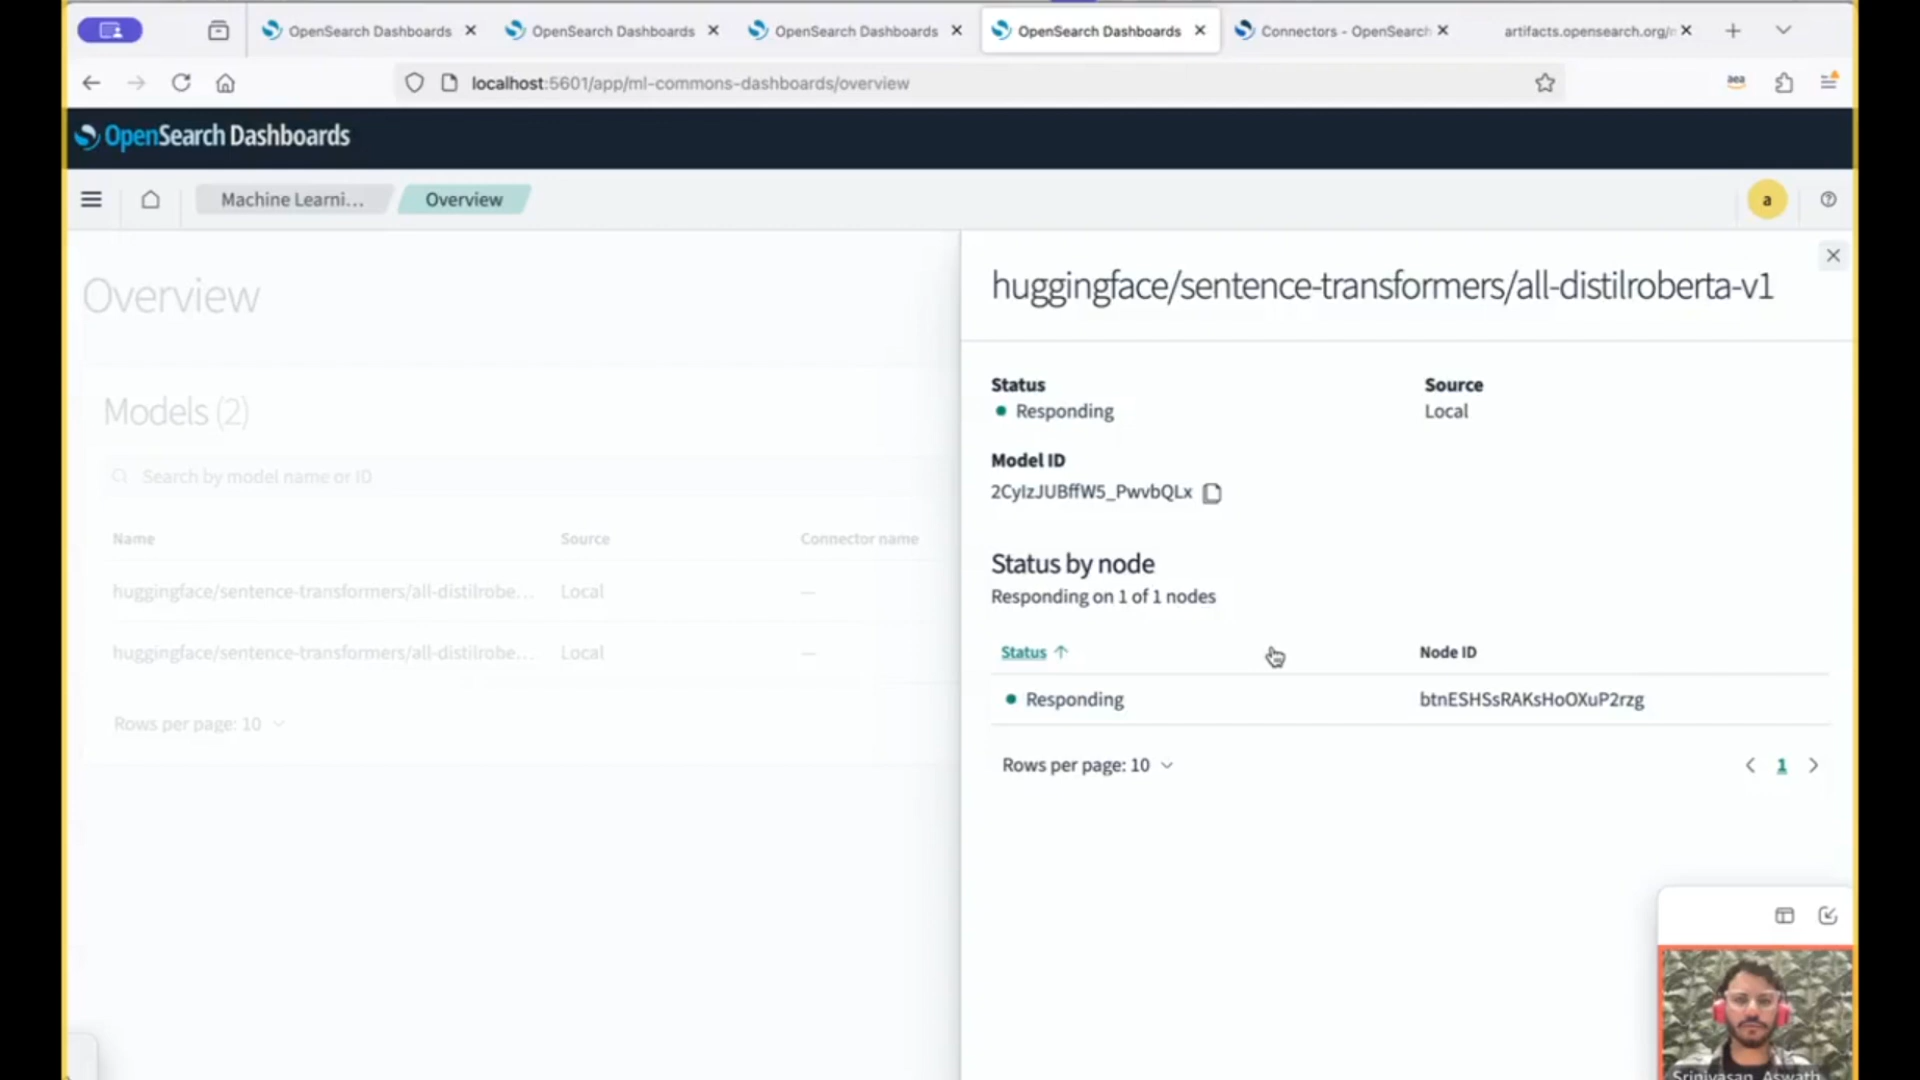 OpenSearch Dashboards
OpenSearch Dashboards
OpenSearch Dashboards
OpenSearch Dashboards
Connectors - OpenSearch
artifacts.opensearch.org/
localhost:5601/app/ml-commons-dashboards/overview
OpenSearch Dashboards
Machine Learni...
Overview
a
Overview
Models (2)
Search by model name or ID
Name
Source
Connector name
huggingface/sentence-transformers/all-distilrobe...
Local
—
huggingface/sentence-transformers/all-distilrobe...
Local
—
Rows per page: 10
huggingface/sentence-transformers/all-distilroberta-v1
Status
Responding
Source
Local
Model ID
2CyIzJUBffW5_PwvbQLx
Status by node
Responding on 1 of 1 nodes
Status
Node ID
Responding
btnESHSsRAKsHoOXuP2rzg
Rows per page: 10
1
Srinivasan, Aswath